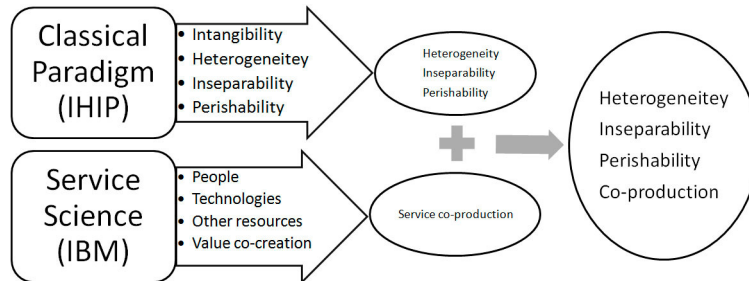 Classical
Paradigm
(IHIP)
• Intangibility
• Heterogeneitey
• Inseparability
• Perishability
Heterogeneity
Inseparability
Perishability
Service
Science
(IBM)
• People
• Technologies
• Other resources
• Value co-creation
Service co-production
Heterogeneitey
Inseparability
Perishability
Co-production